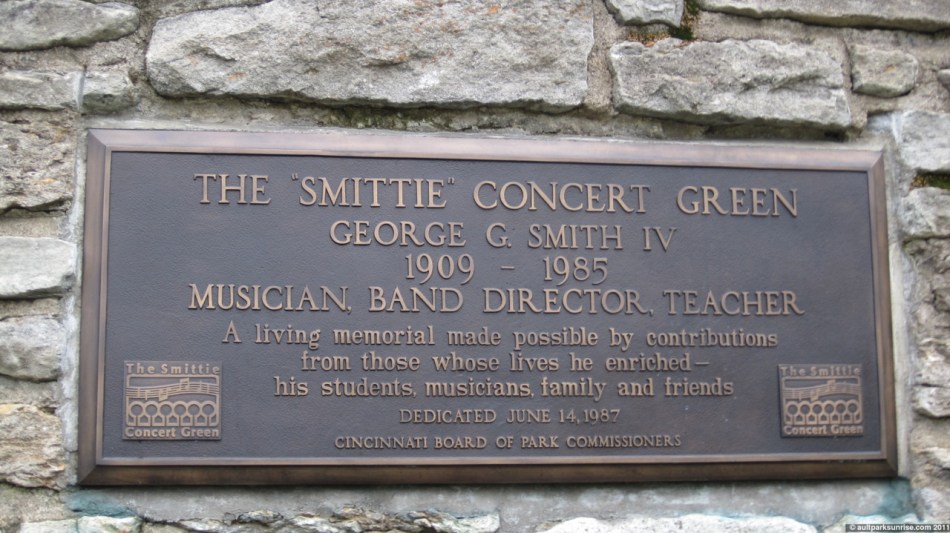 THE "SMITTIE" CONCERT GREEN
GEORGE G. SMITH IV
1909 - 1985
MUSICIAN, BAND DIRECTOR, TEACHER
A living memorial made possible by contributions
from those whose lives he enriched—
his students, musicians, family and friends.
DEDICATED JUNE 14, 1987
CINCINNATI BOARD OF PARK COMMISSIONERS
The Smittie
Concert Green
The Smittie
Concert Green
© aultparksunrise.com 2011